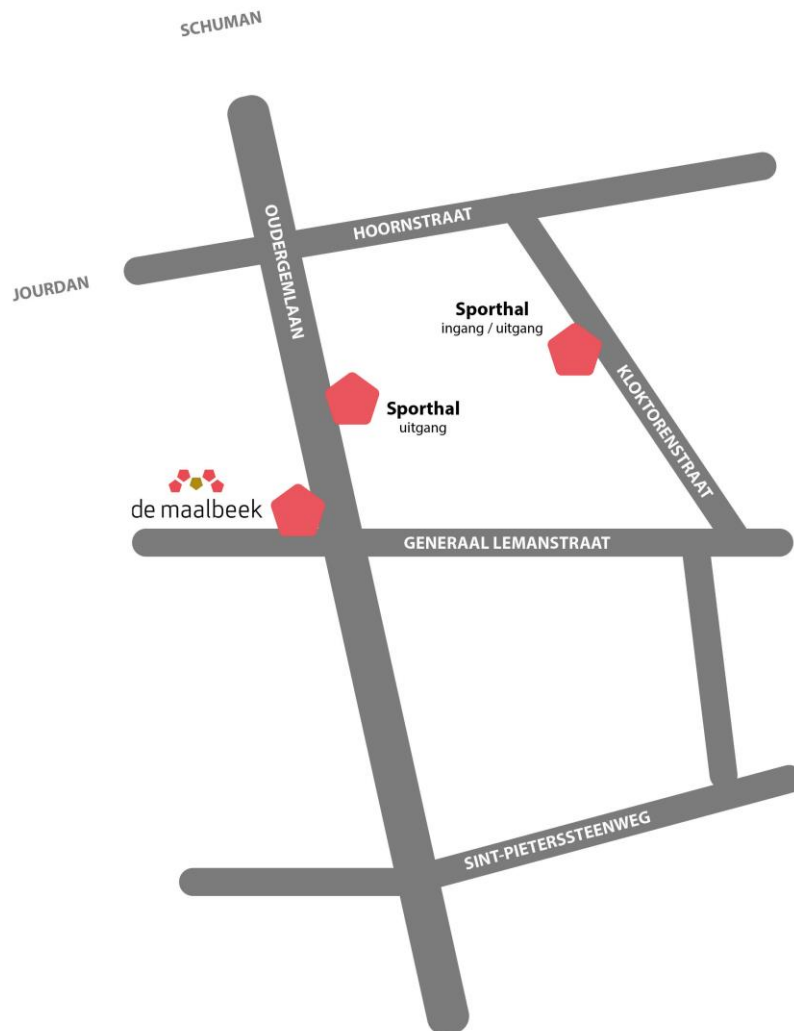 SCHUMAN
HOORNSTRAAT
OUDERGEMLAAN
JOURDAN
Sporthal
ingang / uitgang
KLOKTORENSTRAAT
Sporthal
uitgang
de maalbeek
GENERAAL LEMANSTRAAT
SINT-PIETERSSTEENWEG